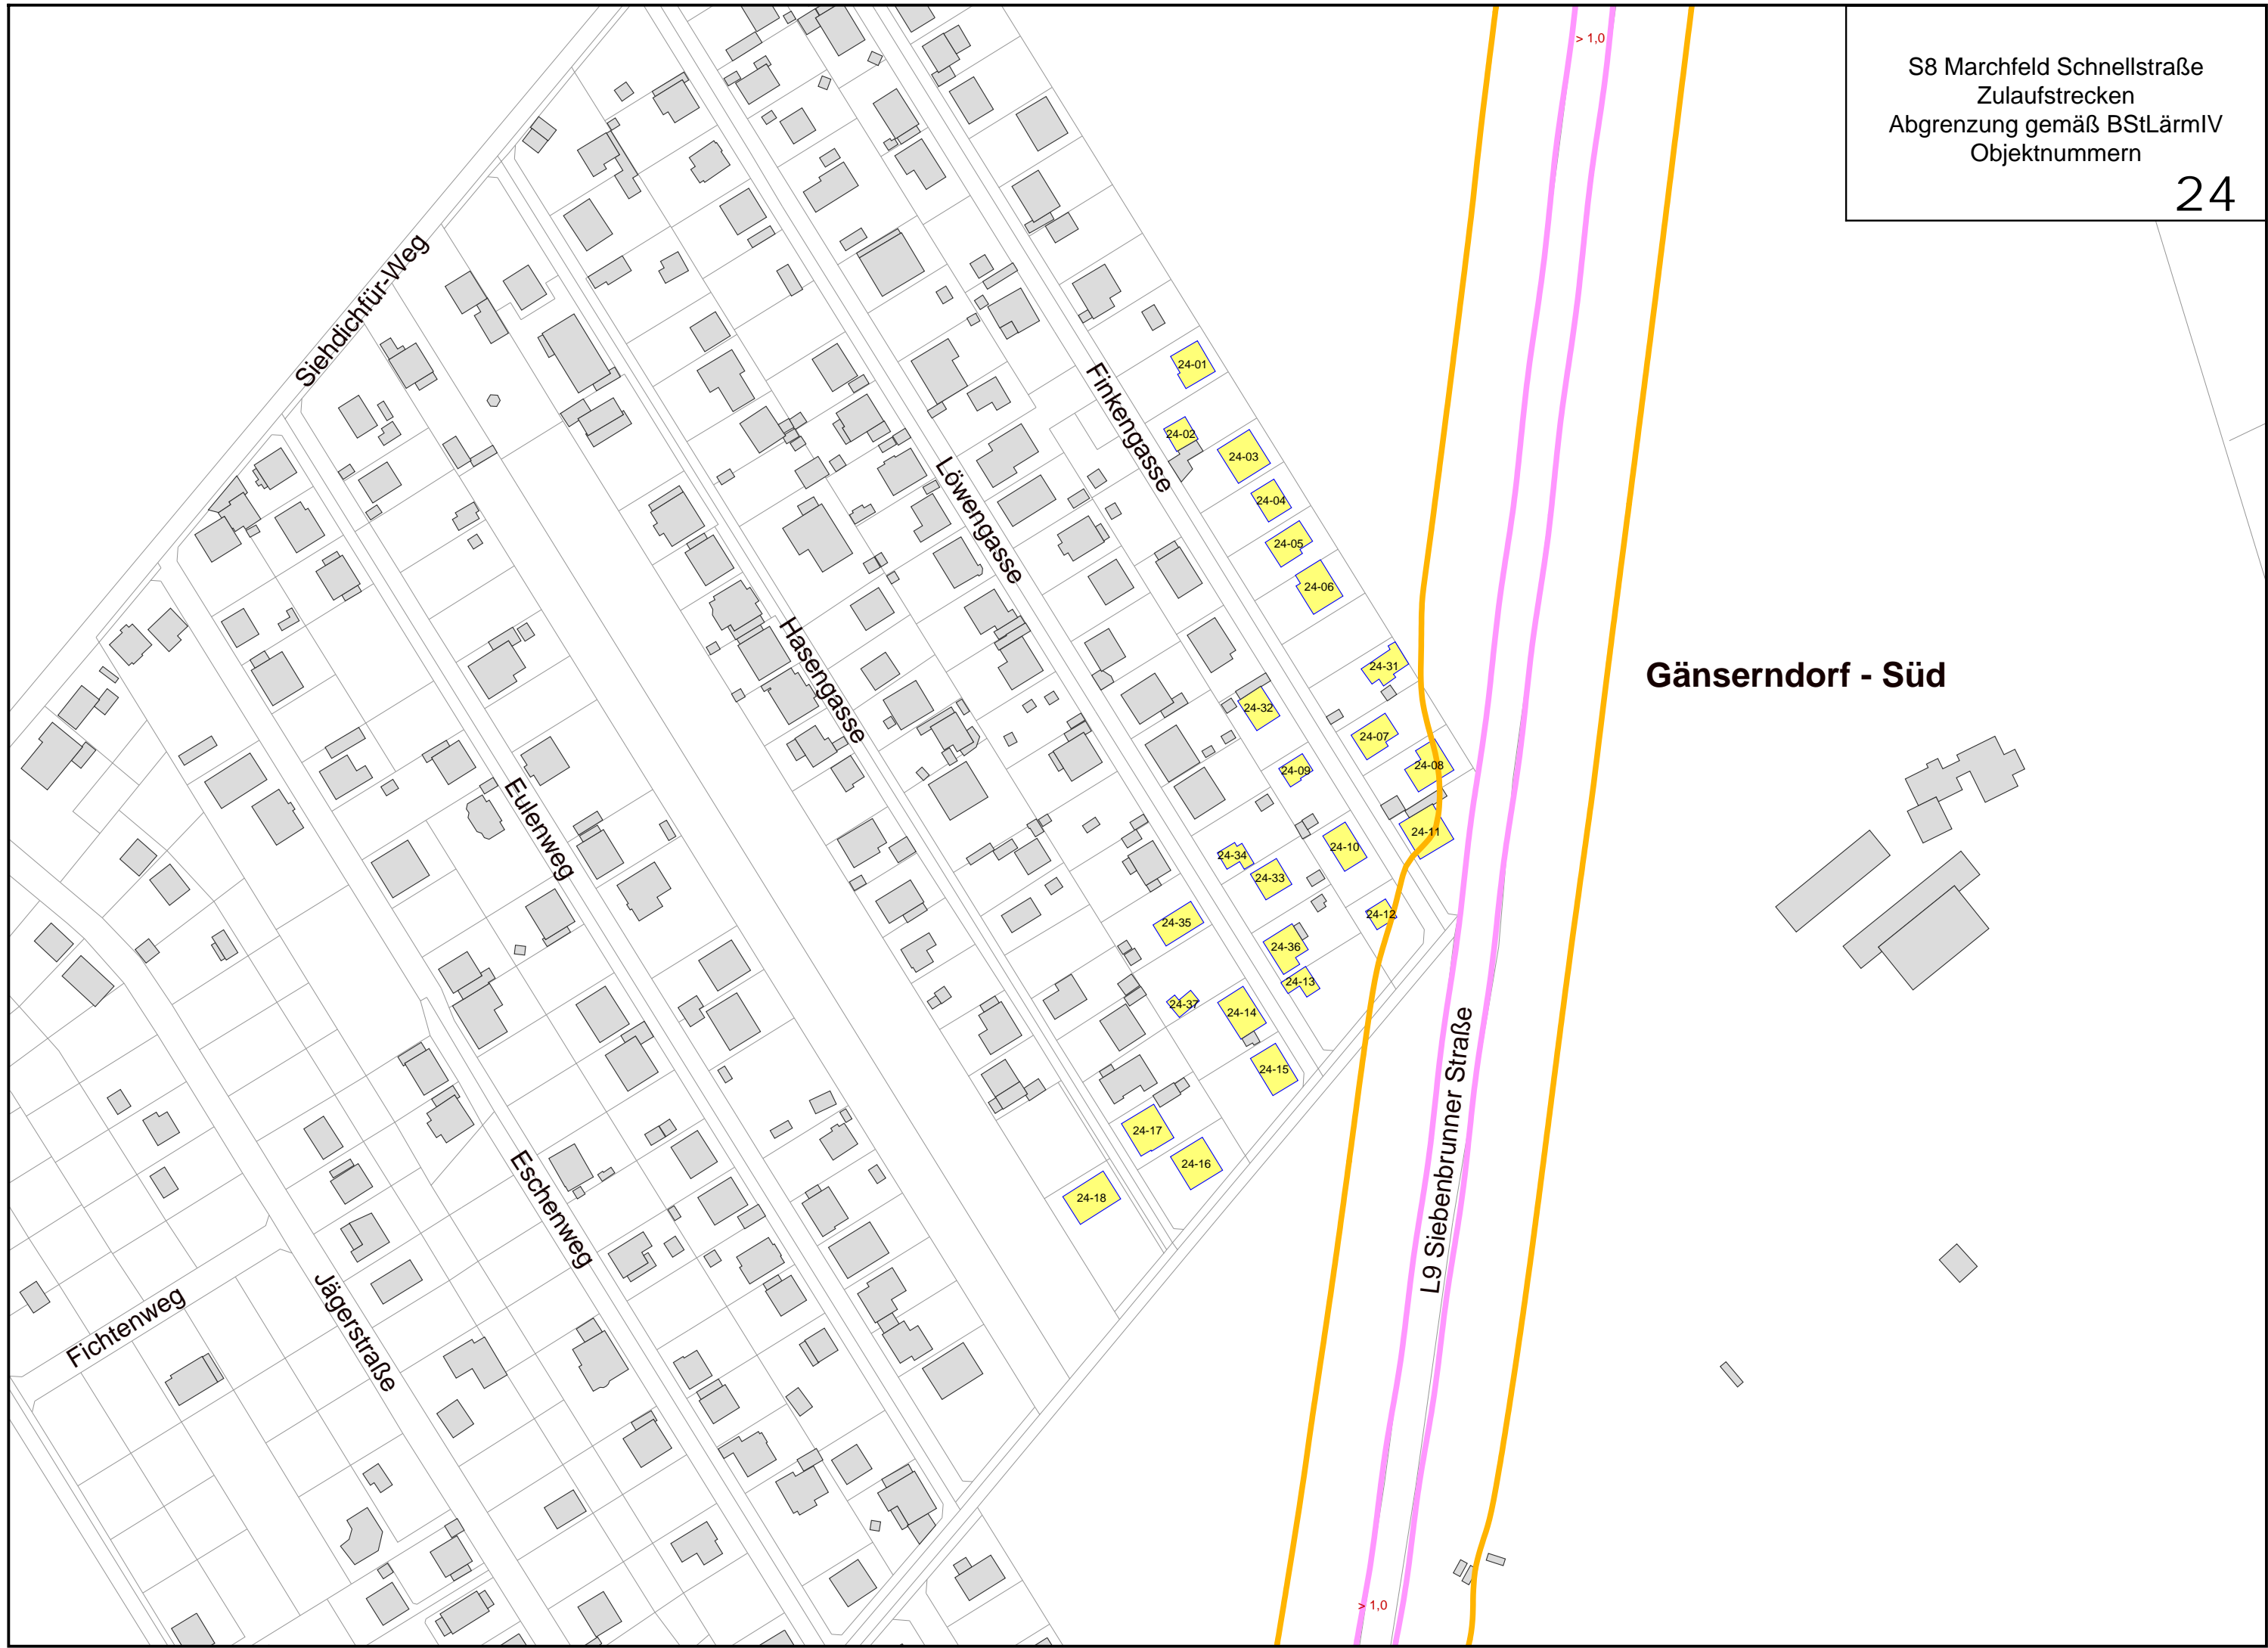 > 1,0
S8 Marchfeld Schnellstraße
Zulaufstrecken
Abgrenzung gemäß BStLärmIV
Objektnummern
24
Siehdichfür-Weg
Finkengasse
24-01
24-02
24-03
Löwengasse
24-04
24-05
24-06
Hasengasse
24-31
Gänserndorf - Süd
24-32
24-07
24-08
24-09
Eulenweg
24-11
24-10
24-34
24-33
24-12
24-35
24-36
24-13
24-37
24-14
24-15
L9 Siebenbrunner Straße
24-17
24-16
24-18
Eschenweg
Jägerstraße
Fichtenweg
> 1,0